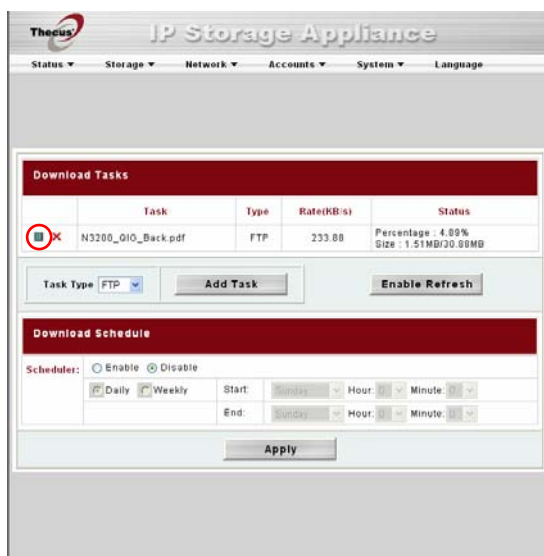 Thecus IP Storage Appliance
Status Storage Network Accounts System Language
Download Tasks
Task Type Rate(KB/s) Status
N3200_QIG_Back.pdf FTP 233.88 Percentage : 4.89%
Size : 1.51MB/30.88MB
Task Type FTP Add Task Enable Refresh
Download Schedule
Scheduler: Enable Disable
Daily Weekly Start: Sunday Hour: 0 Minute: 0
End: Sunday Hour: 0 Minute: 0
Apply